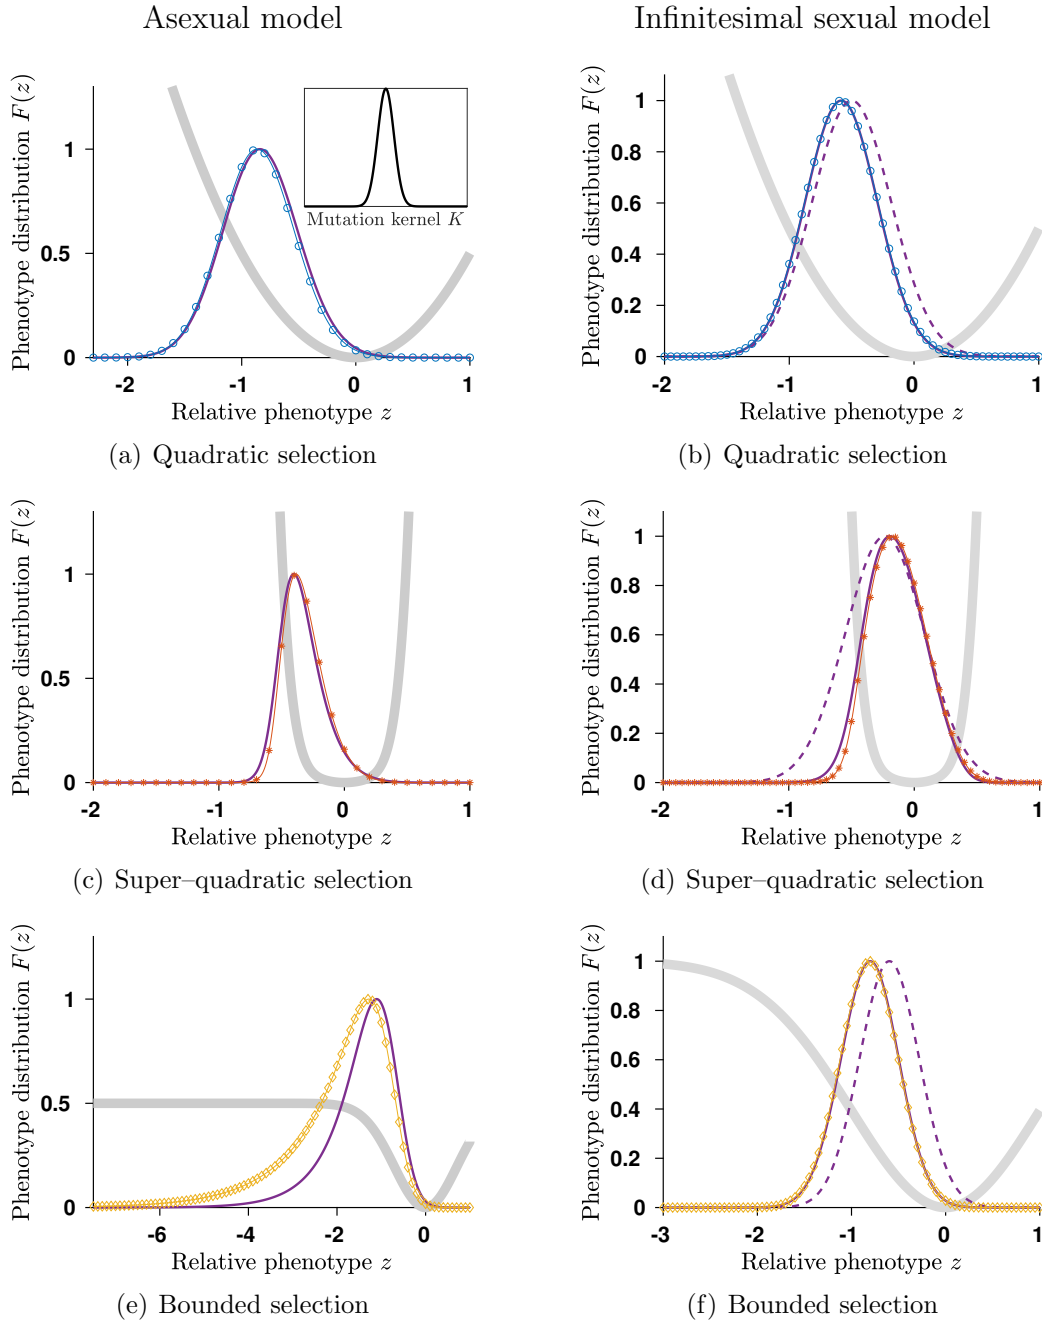 Asexual model
Infinitesimal sexual model
Phenotype distribution F(z)
1
0.5
0
-2 -1 0 1
Mutation kernel K
Relative phenotype z
(a) Quadratic selection
Phenotype distribution F(z)
1
0.8
0.6
0.4
0.2
0
-2 -1 0 1
Relative phenotype z
(b) Quadratic selection
Phenotype distribution F(z)
1
0.5
0
-2 -1 0 1
Relative phenotype z
(c) Super–quadratic selection
Phenotype distribution F(z)
1
0.8
0.6
0.4
0.2
0
-2 -1 0 1
Relative phenotype z
(d) Super–quadratic selection
Phenotype distribution F(z)
1
0.5
0
-6 -4 -2 0
Relative phenotype z
(e) Bounded selection
Phenotype distribution F(z)
1
0.8
0.6
0.4
0.2
0
-3 -2 -1 0 1
Relative phenotype z
(f) Bounded selection